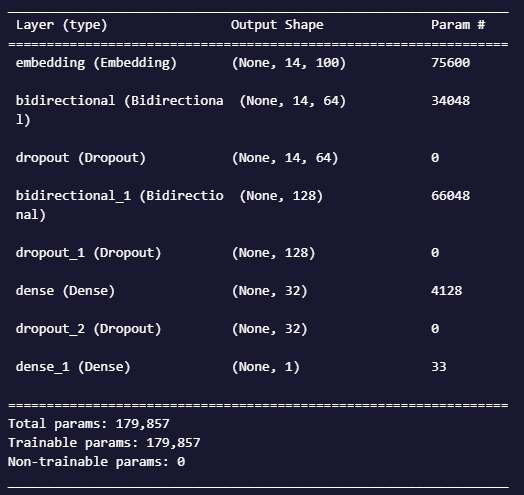 Layer (type) Output Shape Param #
=================================================================
embedding (Embedding) (None, 14, 100) 75600
bidirectional (Bidirectiona (None, 14, 64) 34048
l)
dropout (Dropout) (None, 14, 64) 0
bidirectional_1 (Bidirectio (None, 128) 66048
nal)
dropout_1 (Dropout) (None, 128) 0
dense (Dense) (None, 32) 4128
dropout_2 (Dropout) (None, 32) 0
dense_1 (Dense) (None, 1) 33
=================================================================
Total params: 179,857
Trainable params: 179,857
Non-trainable params: 0